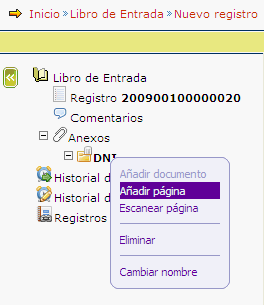 Inicio » Libro de Entrada » Nuevo registro
Libro de Entrada
Registro 200900100000020
Comentarios
Anexos
DNI
Añadir documento
Historial d
Añadir página
Historial d
Escanear página
Registros
Eliminar
Cambiar nombre